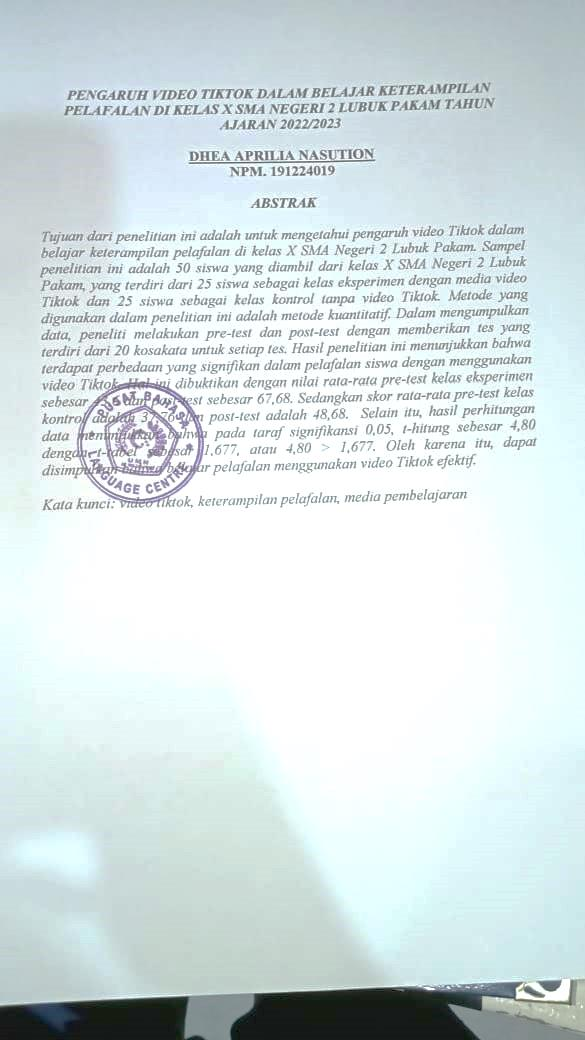 PENGARUH VIDEO TIKTOK DALAM BELAJAR KETERAMPILAN
PELAFALAN DI KELAS X SMA NEGERI 2 LUBUK PAKAM TAHUN
AJARAN 2022/2023
DHEA APRILIA NASUTION
NPM. 191224019
ABSTRAK
Tujuan dari penelitian ini adalah untuk mengetahui pengaruh video Tiktok dalam
belajar keterampilan pelafalan di kelas X SMA Negeri 2 Lubuk Pakam. Sampel
penelitian ini adalah 50 siswa yang diambil dari kelas X SMA Negeri 2 Lubuk
Pakam, yang terdiri dari 25 siswa sebagai kelas eksperimen dengan media video
Tiktok dan 25 siswa sebagai kelas kontrol tanpa video Tiktok. Metode yang
digunakan dalam penelitian ini adalah metode kuantitatif. Dalam mengumpulkan
data, peneliti melakukan pre-test dan post-test dengan memberikan tes yang
terdiri dari 20 kosakata untuk setiap tes. Hasil penelitian ini menunjukkan bahwa
terdapat perbedaan yang signifikan dalam pelafalan siswa dengan menggunakan
video Tiktok. Hal ini dibuktikan dengan nilai rata-rata pre-test kelas eksperimen
sebesar dan post-test sebesar 67,68. Sedangkan skor rata-rata pre-test kelas
kontrol adalah 37,76 dan post-test adalah 48,68. Selain itu, hasil perhitungan
data menunjukkan bahwa pada taraf signifikansi 0,05, t-hitung sebesar 4,80
dengan t-tabel sebesar 1,677, atau 4,80 > 1,677. Oleh karena itu, dapat
disimpulkan bahwa belajar pelafalan menggunakan video Tiktok efektif.
Kata kunci: video tiktok, keterampilan pelafalan, media pembelajaran
PUSAT BAHASA
LANGUAGE CENTRE